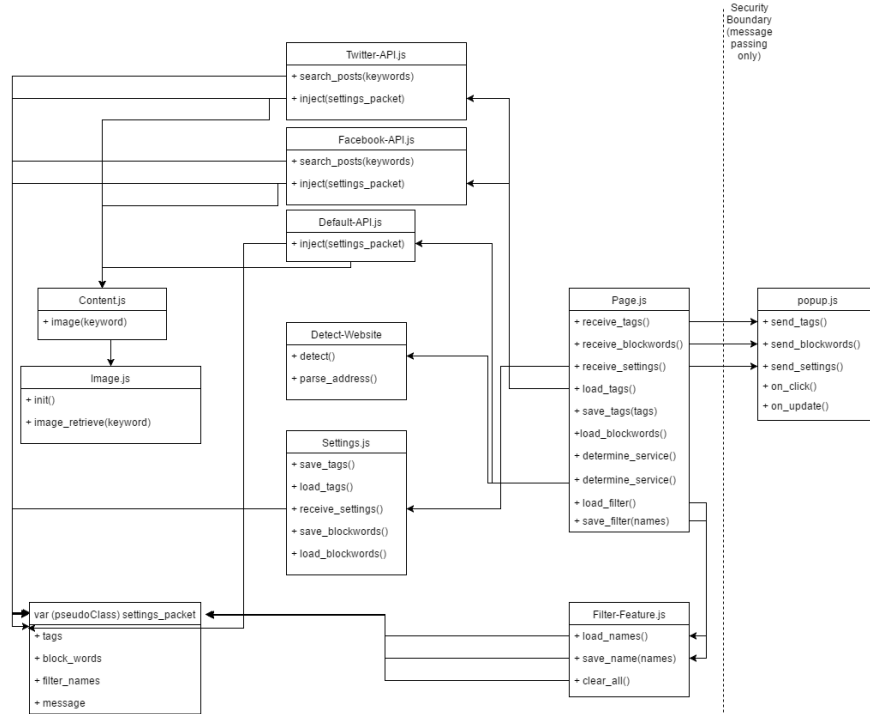 Security
Boundary
(message
passing
only)
Twitter-API.js
+ search_posts(keywords)
+ inject(settings_packet)
Facebook-API.js
+ search_posts(keywords)
+ inject(settings_packet)
Default-API.js
+ inject(settings_packet)
Content.js
+ image(keyword)
Image.js
+ init()
+ image_retrieve(keyword)
Detect-Website
+ detect()
+ parse_address()
Settings.js
+ save_tags()
+ load_tags()
+ receive_settings()
+ save_blockwords()
+ load_blockwords()
Page.js
+ receive_tags()
+ receive_blockwords()
+ receive_settings()
+ load_tags()
+ save_tags(tags)
+load_blockwords()
+ determine_service()
+ determine_service()
+ load_filter()
+ save_filter(names)
popup.js
+ send_tags()
+ send_blockwords()
+ send_settings()
+ on_click()
+ on_update()
var (pseudoClass) settings_packet
+ tags
+ block_words
+ filter_names
+ message
Filter-Feature.js
+ load_names()
+ save_name(names)
+ clear_all()